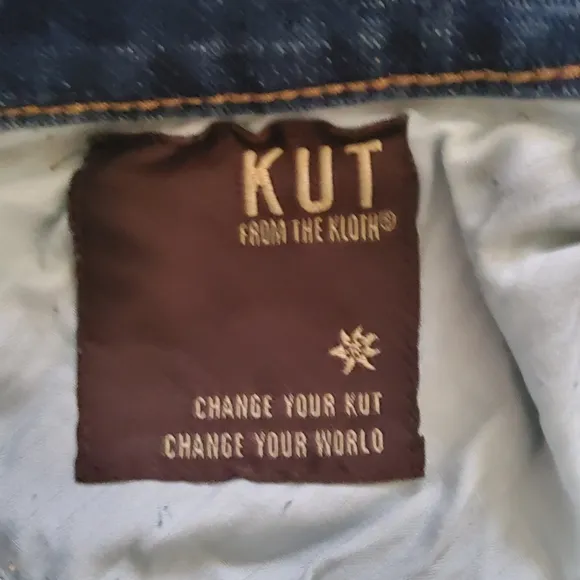 KUT
FROM THE KLOTH®
CHANGE YOUR KUT
CHANGE YOUR WORLD